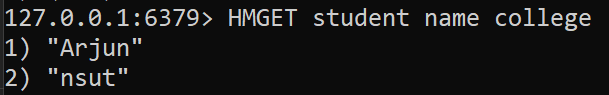 127.0.0.1:6379> HMGET student name college
1) "Arjun"
2) "nsut"